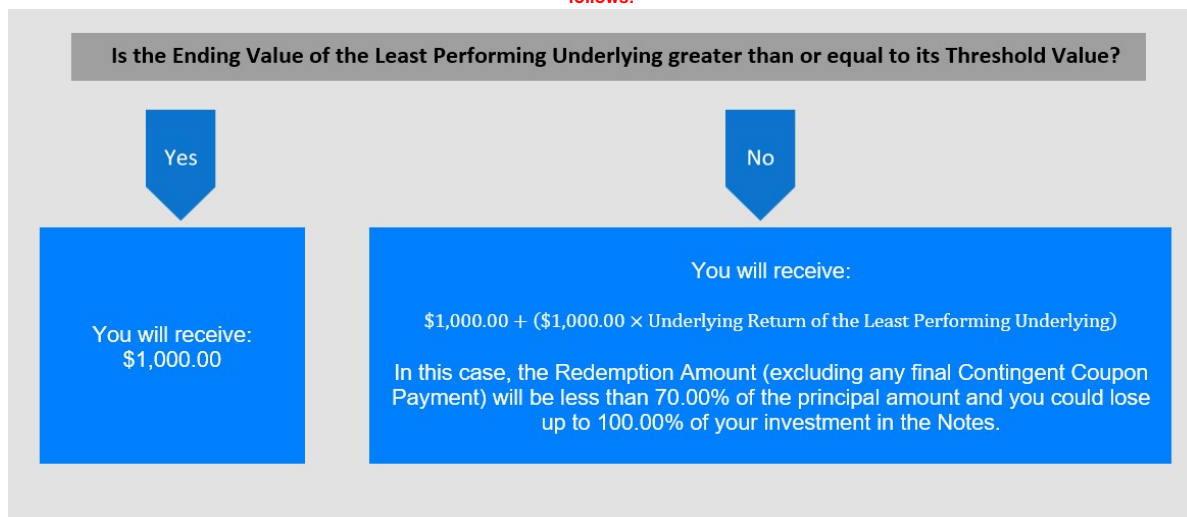 follows:
Is the Ending Value of the Least Performing Underlying greater than or equal to its Threshold Value?
Yes
No
You will receive:
$1,000.00
You will receive:
$1,000.00 + ($1,000.00 × Underlying Return of the Least Performing Underlying)
In this case, the Redemption Amount (excluding any final Contingent Coupon
Payment) will be less than 70.00% of the principal amount and you could lose
up to 100.00% of your investment in the Notes.